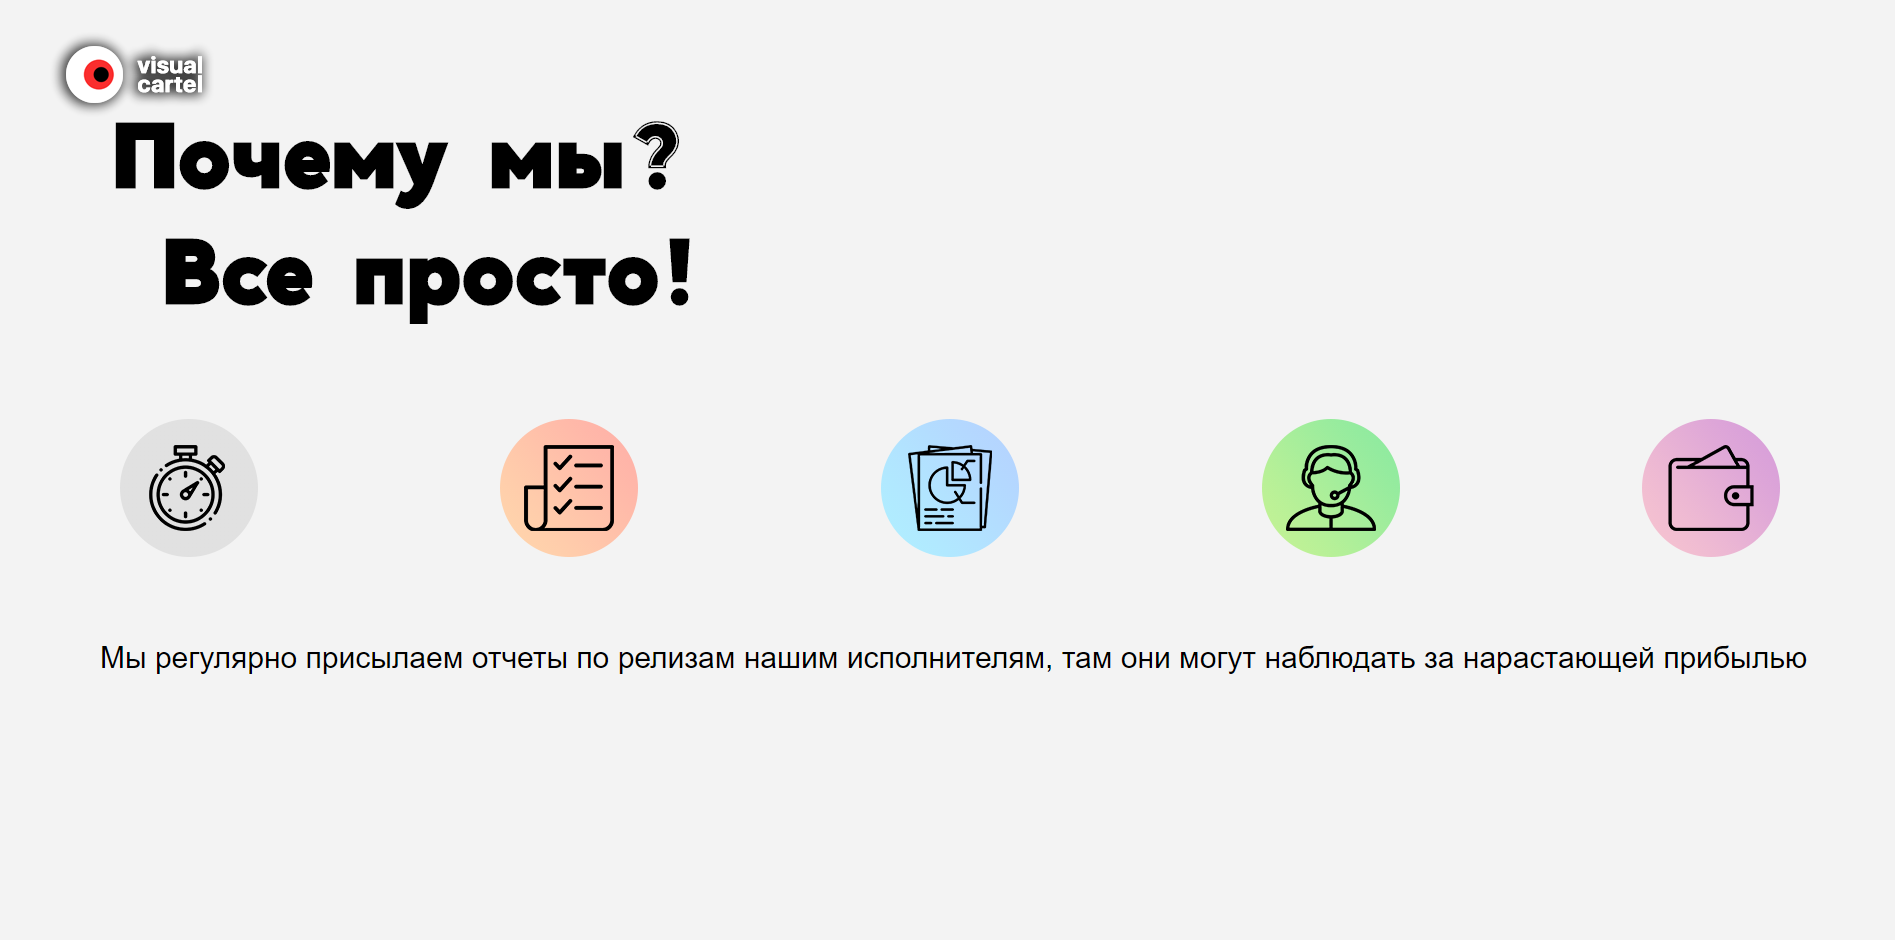 visual
cartel
Почему мы?
Все просто!
Мы регулярно присылаем отчеты по релизам нашим исполнителям, там они могут наблюдать за нарастающей прибылью